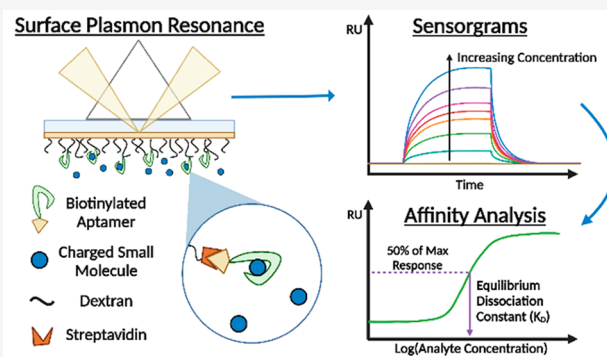 Surface Plasmon Resonance
Biotinylated
Aptamer
Charged Small
Molecule
Dextran
Streptavidin
Sensorgrams
RU
Increasing Concentration
Time
Affinity Analysis
RU
50% of Max
Response
Equilibrium
Dissociation
Constant (K_D)
Log(Analyte Concentration)